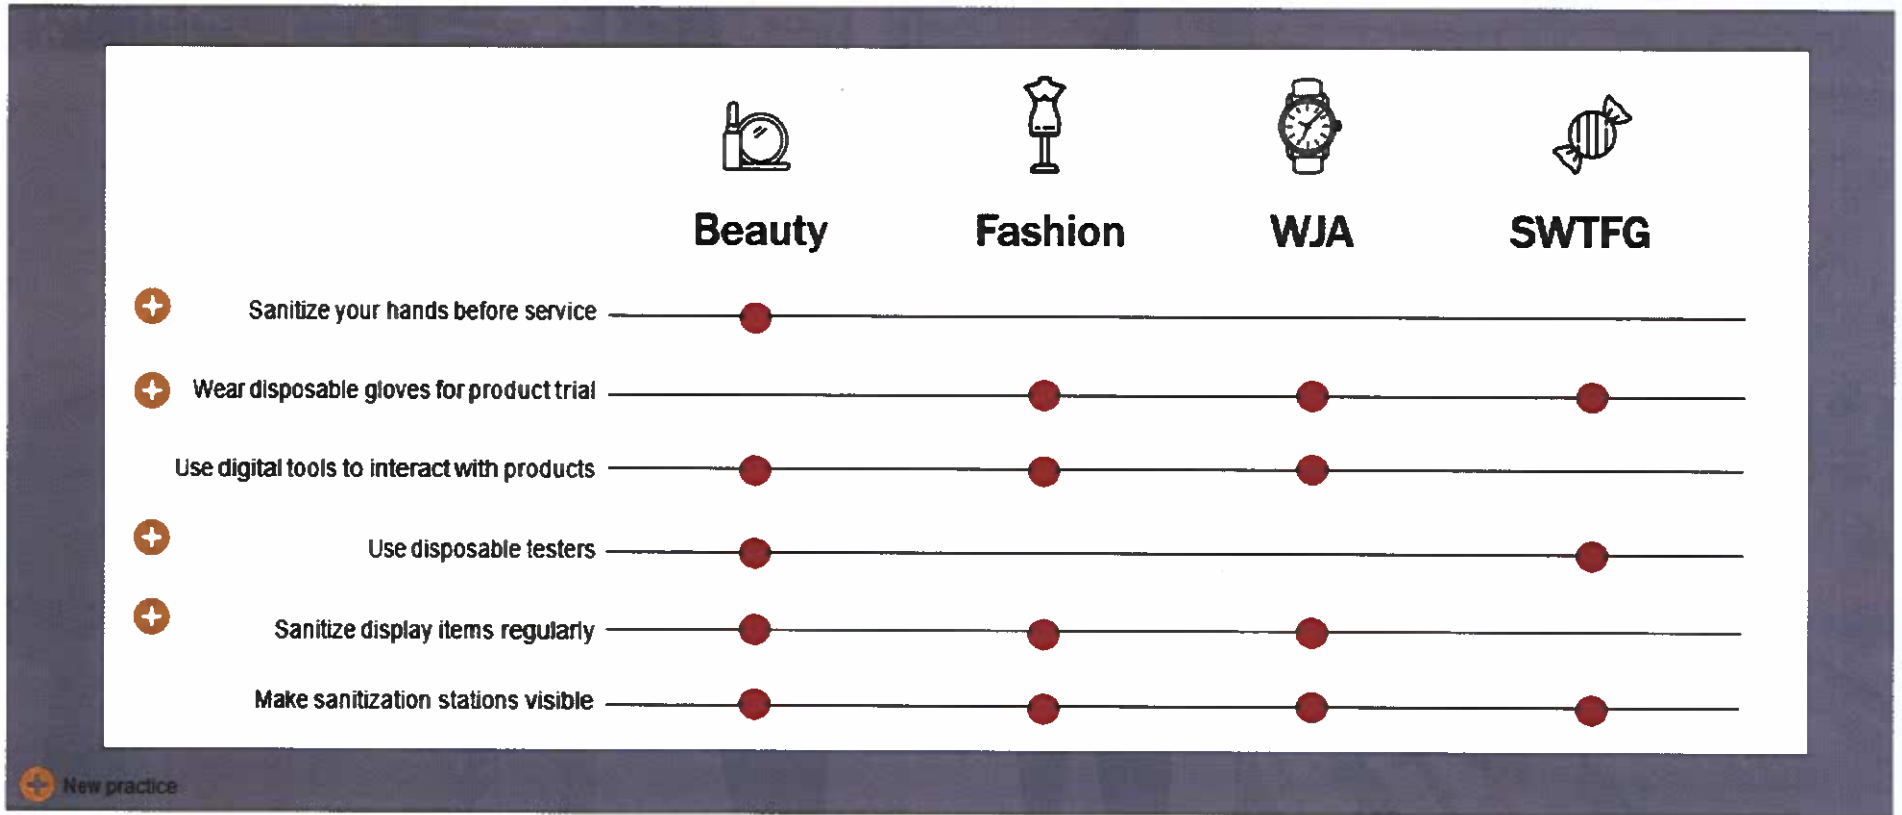 Beauty
Fashion
WJA
SWTFG
Sanitize your hands before service
Wear disposable gloves for product trial
Use digital tools to interact with products
Use disposable testers
Sanitize display items regularly
Make sanitization stations visible
New practice